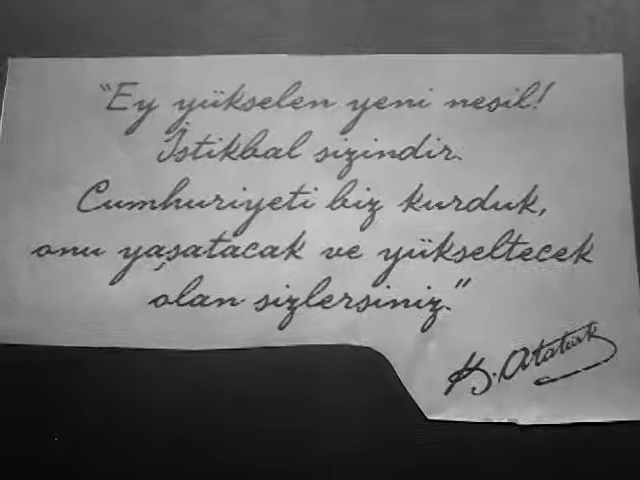 "Ey yükselen yeni nesil!
İstikbal sizindir.
Cumhuriyeti biz kurduk,
onu yaşatacak ve yükseltecek
olan sizlersiniz."
K. Atatürk